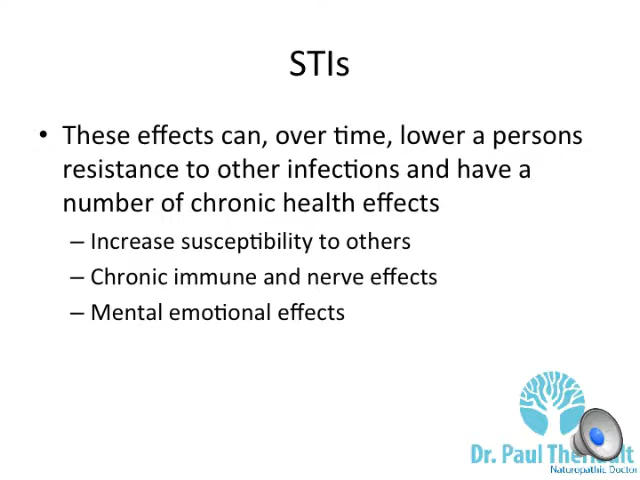 STIs
• These effects can, over time, lower a persons
resistance to other infections and have a
number of chronic health effects
– Increase susceptibility to others
– Chronic immune and nerve effects
– Mental emotional effects
Dr. Paul
Naturopathic Doctor